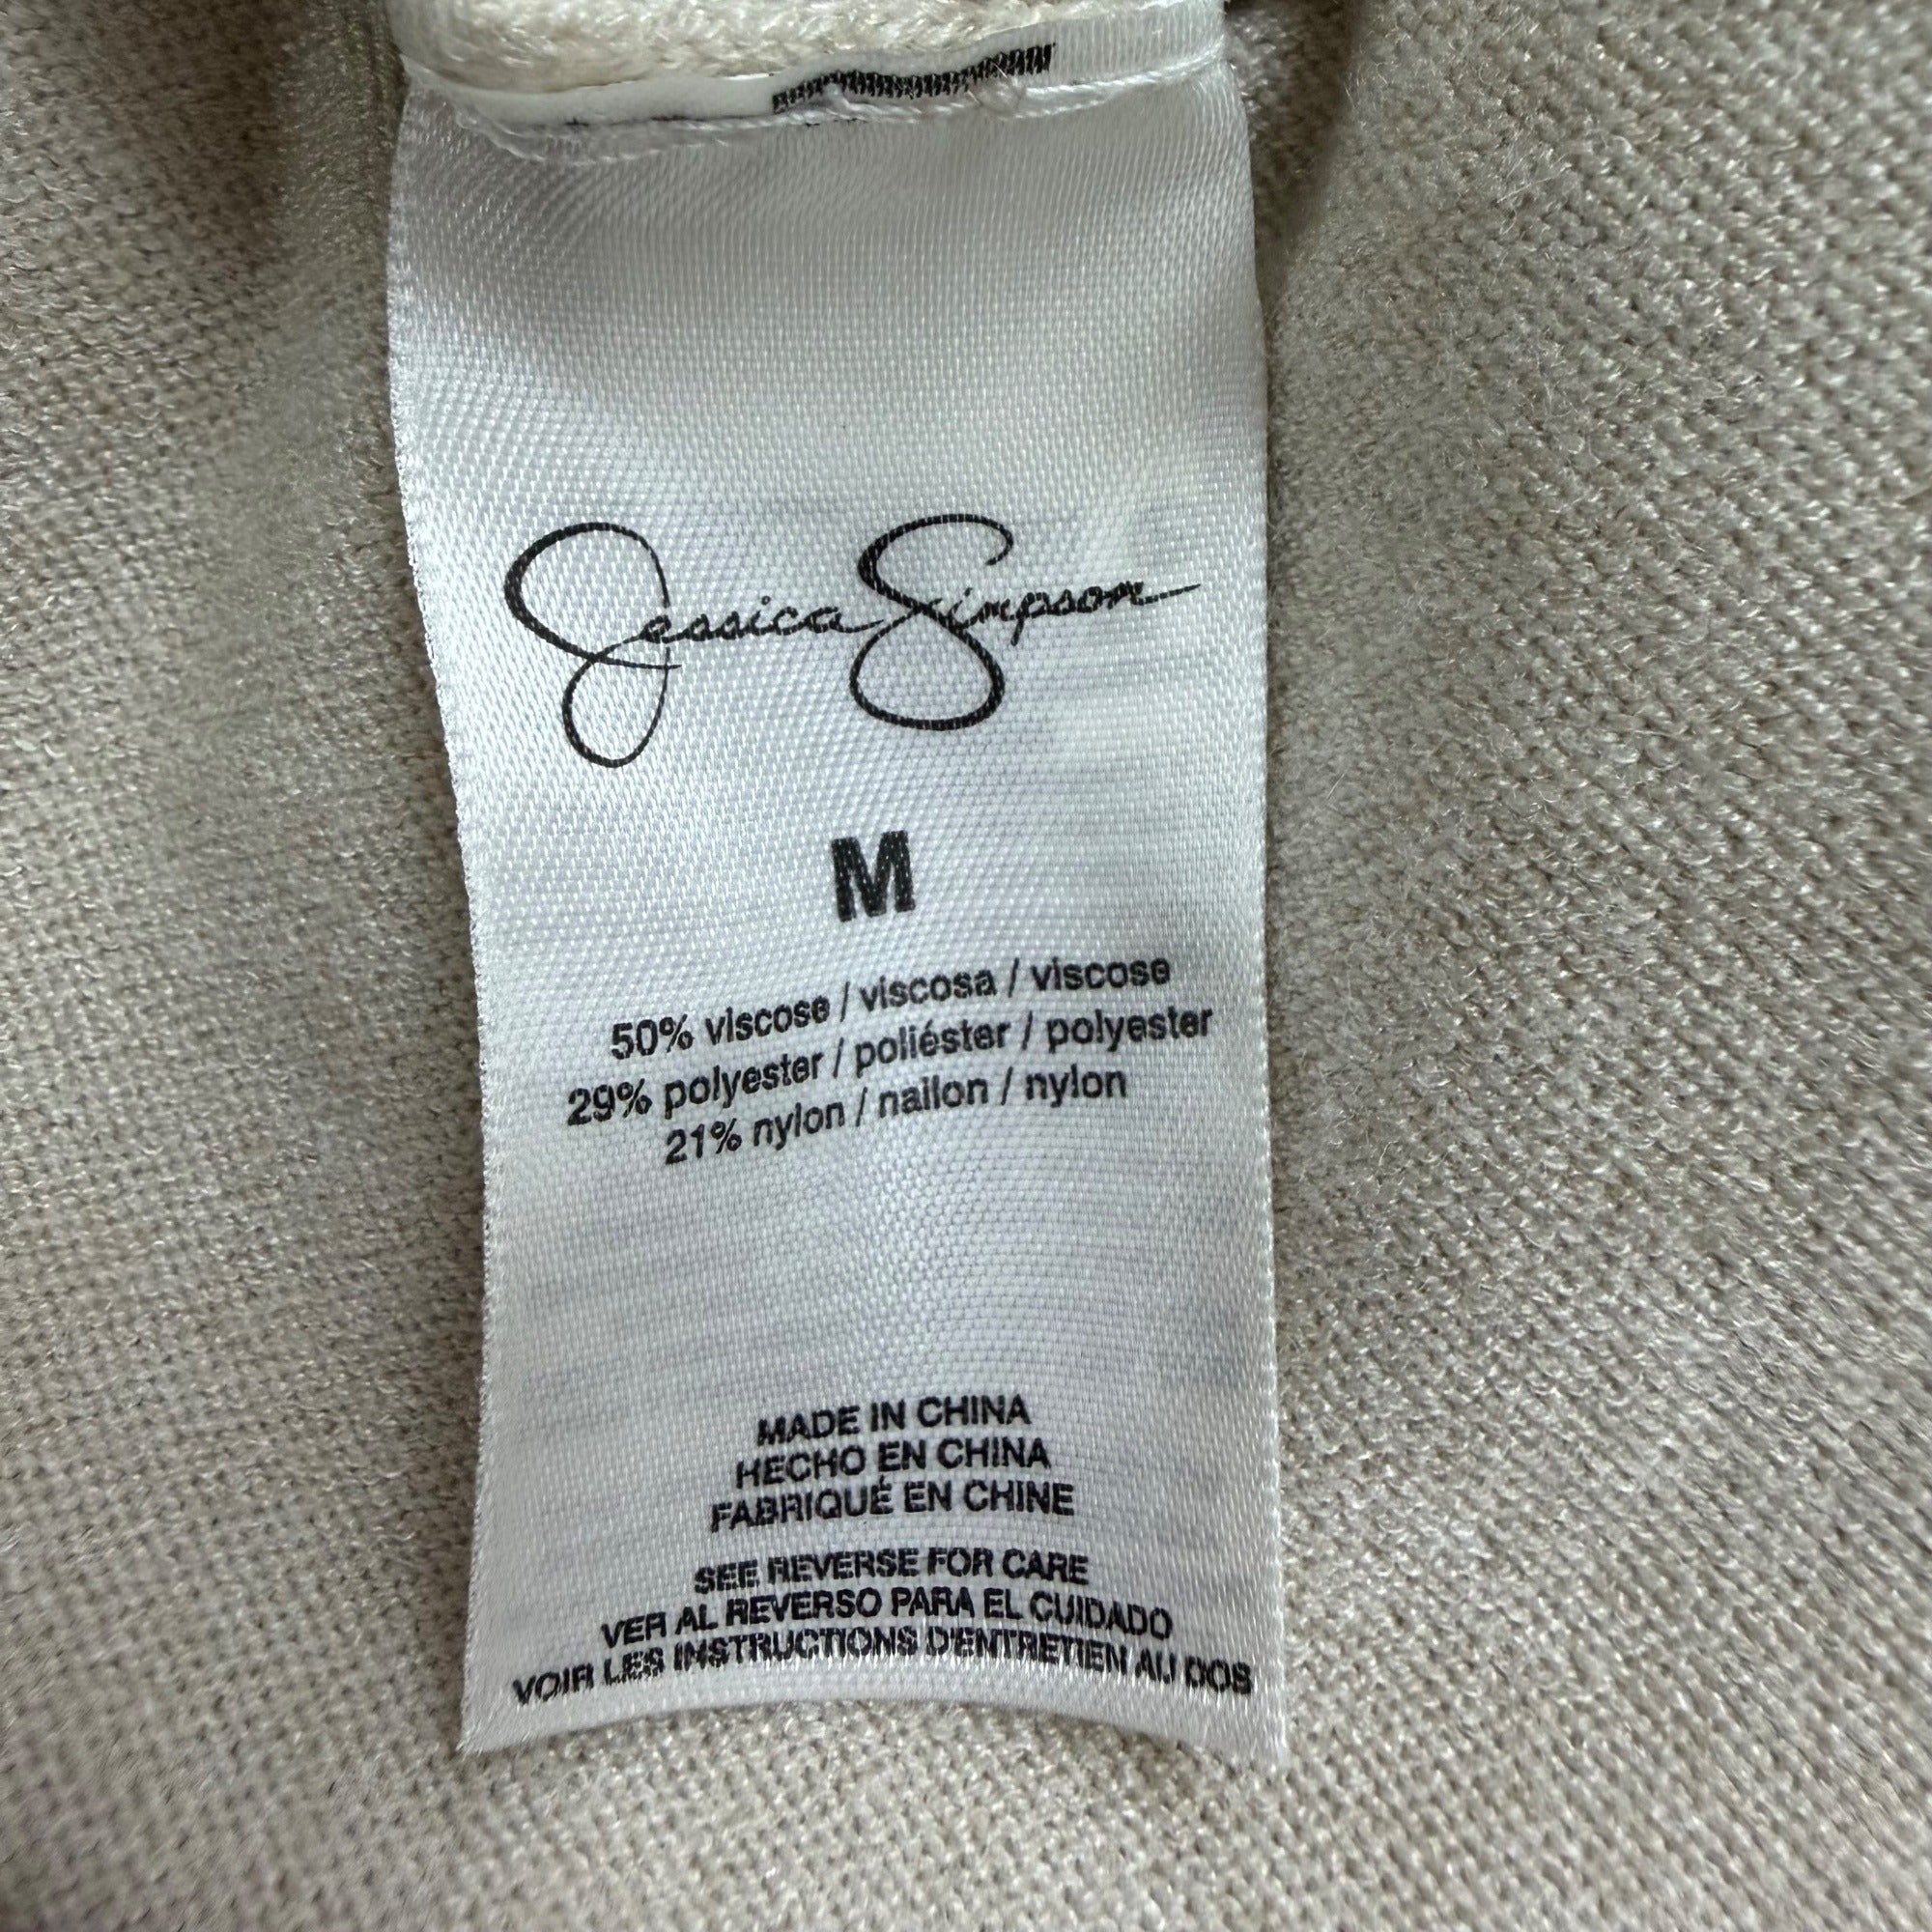 Jessica Simpson
M
50% viscose / viscosa / viscose
29% polyester / poliéster / polyester
21% nylon / nailon / nylon
MADE IN CHINA
HECHO EN CHINA
FABRIQUÉ EN CHINE
SEE REVERSE FOR CARE
VER AL REVERSO PARA EL CUIDADO
VOIR LES INSTRUCTIONS D'ENTRETIEN AU DOS